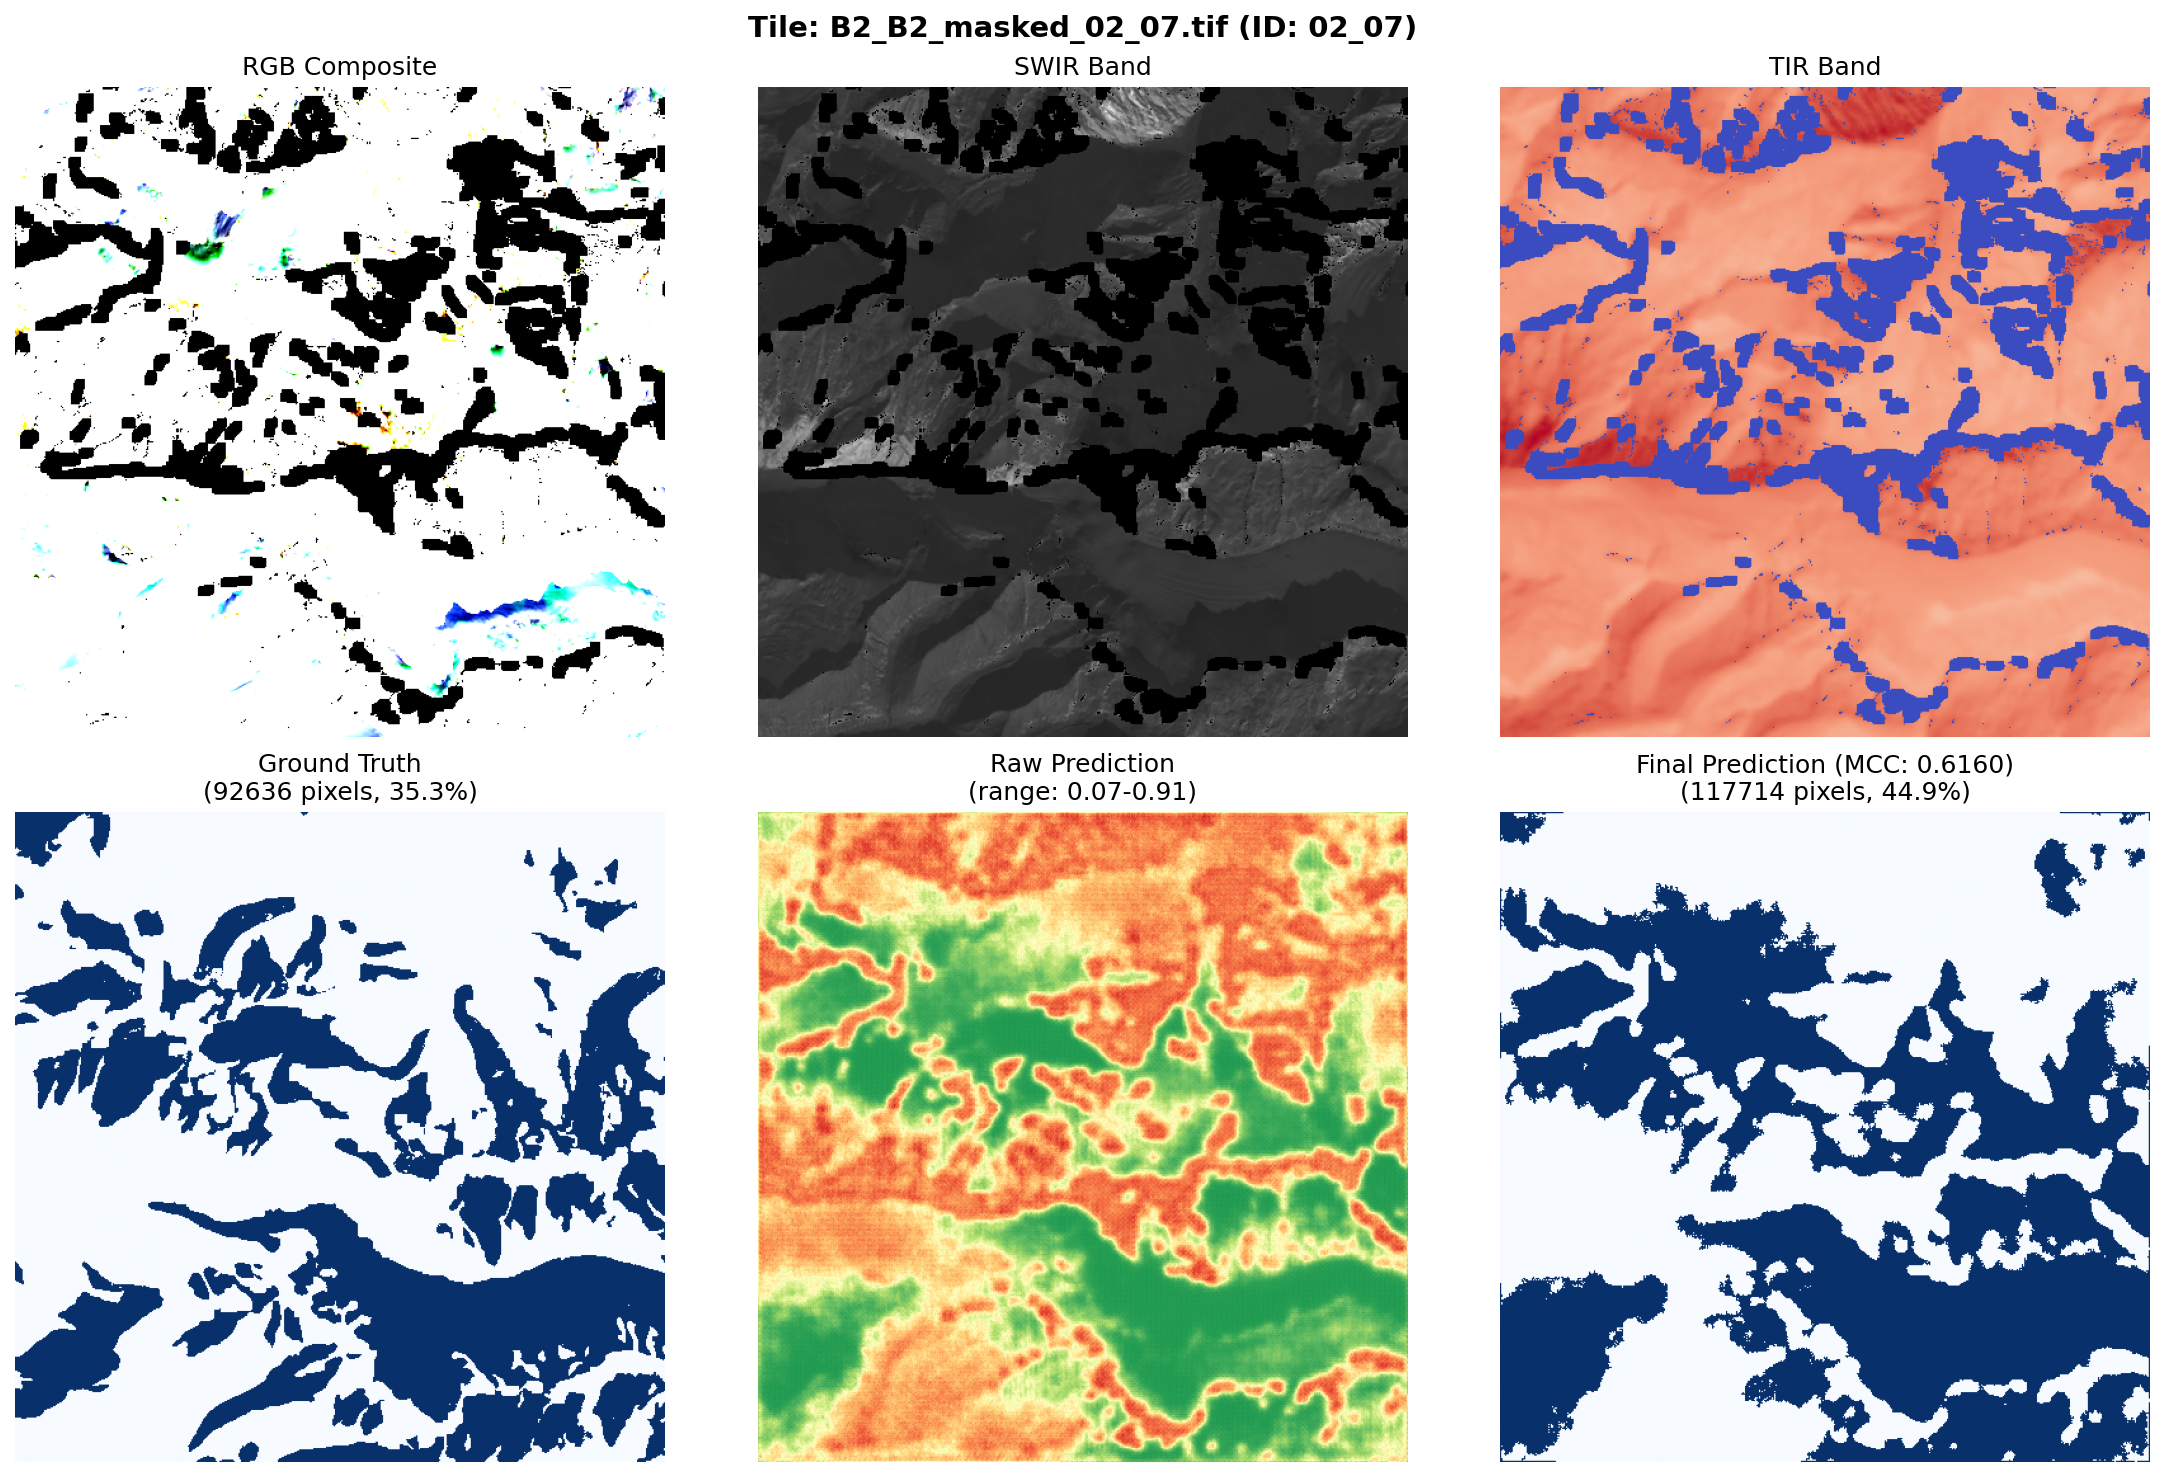 Tile: B2_B2_masked_02_07.tif (ID: 02_07)
RGB Composite
SWIR Band
TIR Band
Ground Truth
(92636 pixels, 35.3%)
Raw Prediction
(range: 0.07-0.91)
Final Prediction (MCC: 0.6160)
(117714 pixels, 44.9%)